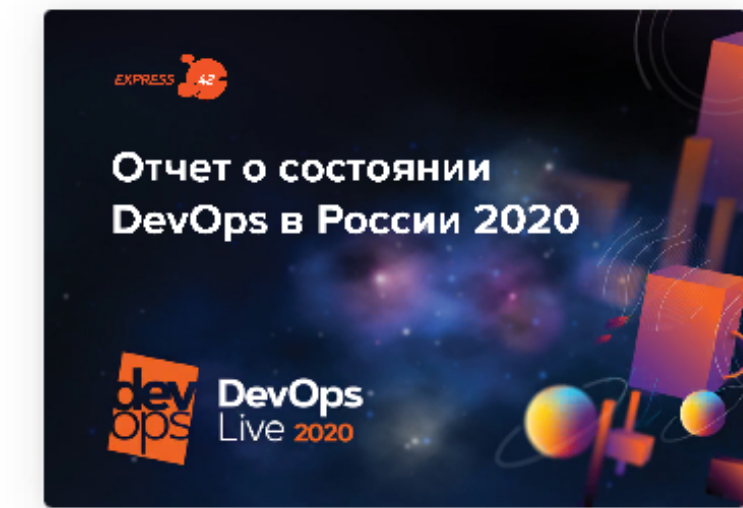 EXPRESS 42
Отчет о состоянии
DevOps в России 2020
dev
ops
DevOps
Live 2020